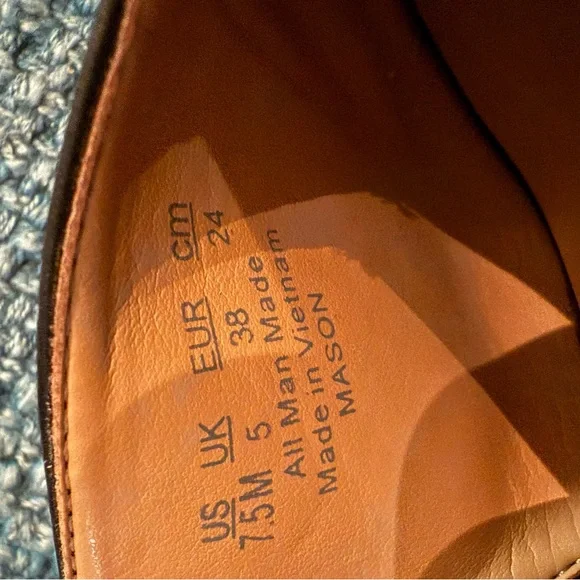 US UK EUR cm
7.5M 5 38 24
All Man Made
Made in Vietnam
MASON